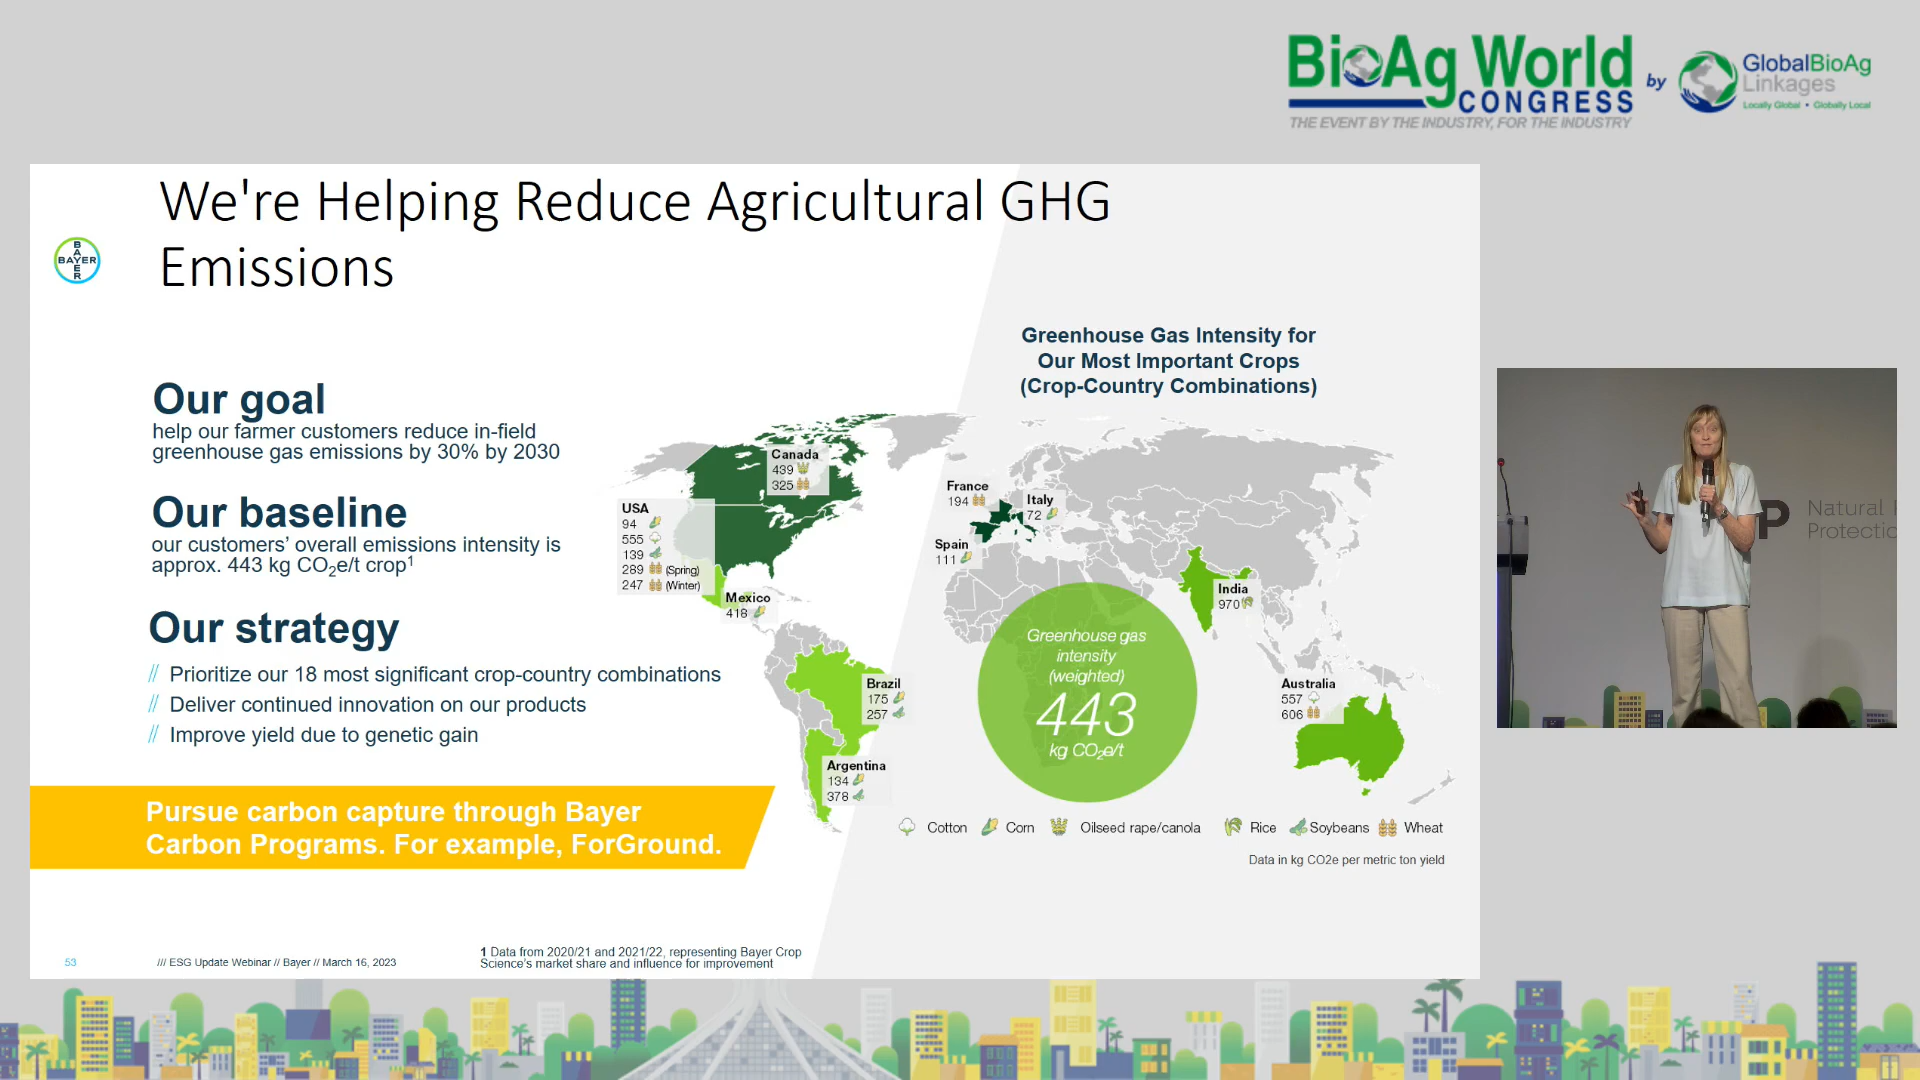 BioAg World
CONGRESS
THE EVENT BY THE INDUSTRY, FOR THE INDUSTRY
by
GlobalBioAg
Linkages
Locally Global • Globally Local
We're Helping Reduce Agricultural GHG
Emissions
BAYER
BAYER
Our goal
help our farmer customers reduce in-field
greenhouse gas emissions by 30% by 2030
Our baseline
our customers' overall emissions intensity is
approx. 443 kg CO₂e/t crop¹
Our strategy
// Prioritize our 18 most significant crop-country combinations
// Deliver continued innovation on our products
// Improve yield due to genetic gain
Pursue carbon capture through Bayer
Carbon Programs. For example, ForGround.
Greenhouse Gas Intensity for
Our Most Important Crops
(Crop-Country Combinations)
Canada
439
325
USA
94
555
139
289 (Spring)
247 (Winter)
Mexico
418
Brazil
175
257
Argentina
134
378
France
194
Italy
72
Spain
111
India
970
Australia
557
606
Greenhouse gas
intensity
(weighted)
443
kg CO₂e/t
Cotton Corn Oilseed rape/canola Rice Soybeans Wheat
Data in kg CO2e per metric ton yield
53
/// ESG Update Webinar // Bayer // March 16, 2023
1 Data from 2020/21 and 2021/22, representing Bayer Crop
Science's market share and influence for improvement
P
Natural
Protectio